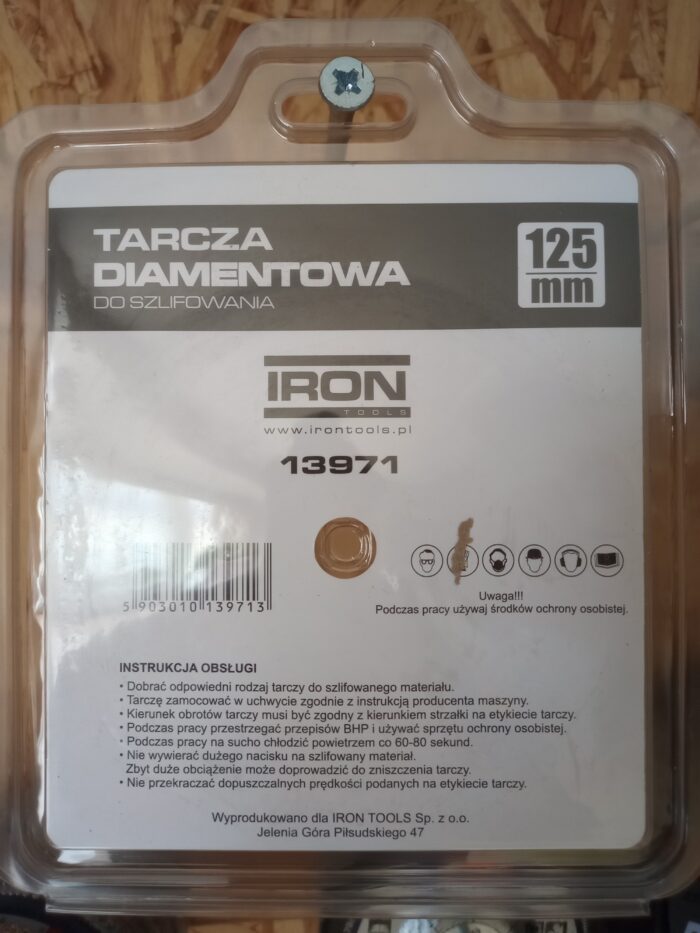 TARCZA
DIAMENTOWA
DO SZLIFOWANIA
125
mm
IRON
TOOLS
www.irontools.pl
13971
5 903010 139713
Uwaga!!!
Podczas pracy używaj środków ochrony osobistej.
INSTRUKCJA OBSŁUGI
• Dobrać odpowiedni rodzaj tarczy do szlifowanego materiału.
• Tarczę zamocować w uchwycie zgodnie z instrukcją producenta maszyny.
• Kierunek obrotów tarczy musi być zgodny z kierunkiem strzałki na etykiecie tarczy.
• Podczas pracy przestrzegać przepisów BHP i używać sprzętu ochrony osobistej.
• Podczas pracy na sucho chłodzić powietrzem co 60-80 sekund.
• Nie wywierać dużego nacisku na szlifowany materiał.
Zbyt duże obciążenie może doprowadzić do zniszczenia tarczy.
• Nie przekraczać dopuszczalnych prędkości podanych na etykiecie tarczy.
Wyprodukowano dla IRON TOOLS Sp. z o.o.
Jelenia Góra Piłsudskiego 47